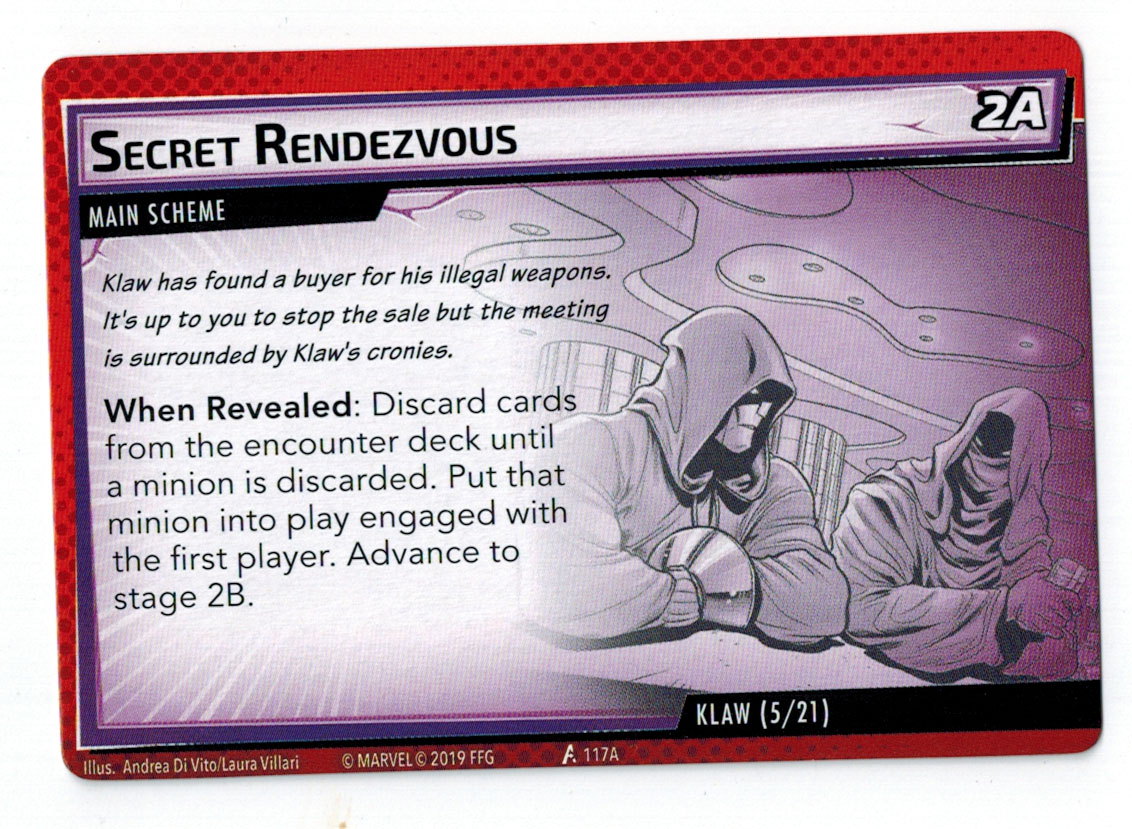 SECRET RENDEZVOUS
2A
MAIN SCHEME
Klaw has found a buyer for his illegal weapons.
It's up to you to stop the sale but the meeting
is surrounded by Klaw's cronies.
When Revealed: Discard cards
from the encounter deck until
a minion is discarded. Put that
minion into play engaged with
the first player. Advance to
stage 2B.
KLAW (5/21)
Illus. Andrea Di Vito/Laura Villari © MARVEL © 2019 FFG 117A